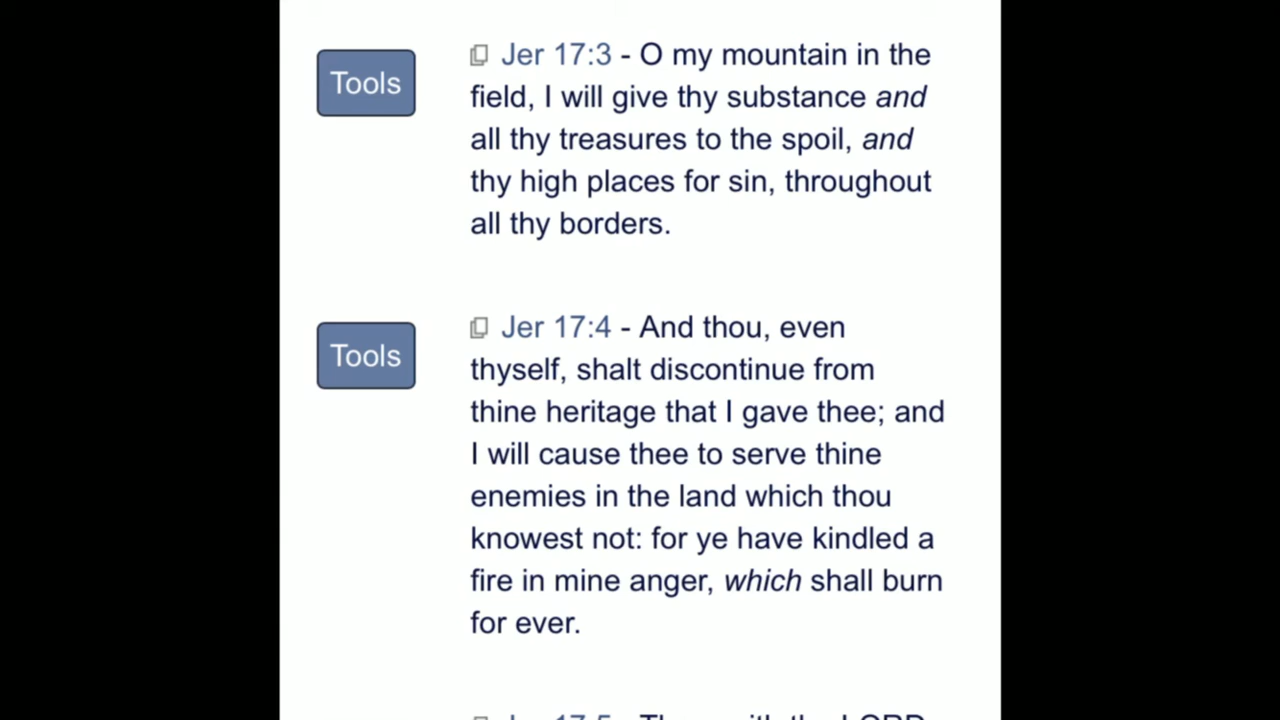 Tools
Jer 17:3 - O my mountain in the
field, I will give thy substance and
all thy treasures to the spoil, and
thy high places for sin, throughout
all thy borders.
Tools
Jer 17:4 - And thou, even
thyself, shalt discontinue from
thine heritage that I gave thee; and
I will cause thee to serve thine
enemies in the land which thou
knowest not: for ye have kindled a
fire in mine anger, which shall burn
for ever.